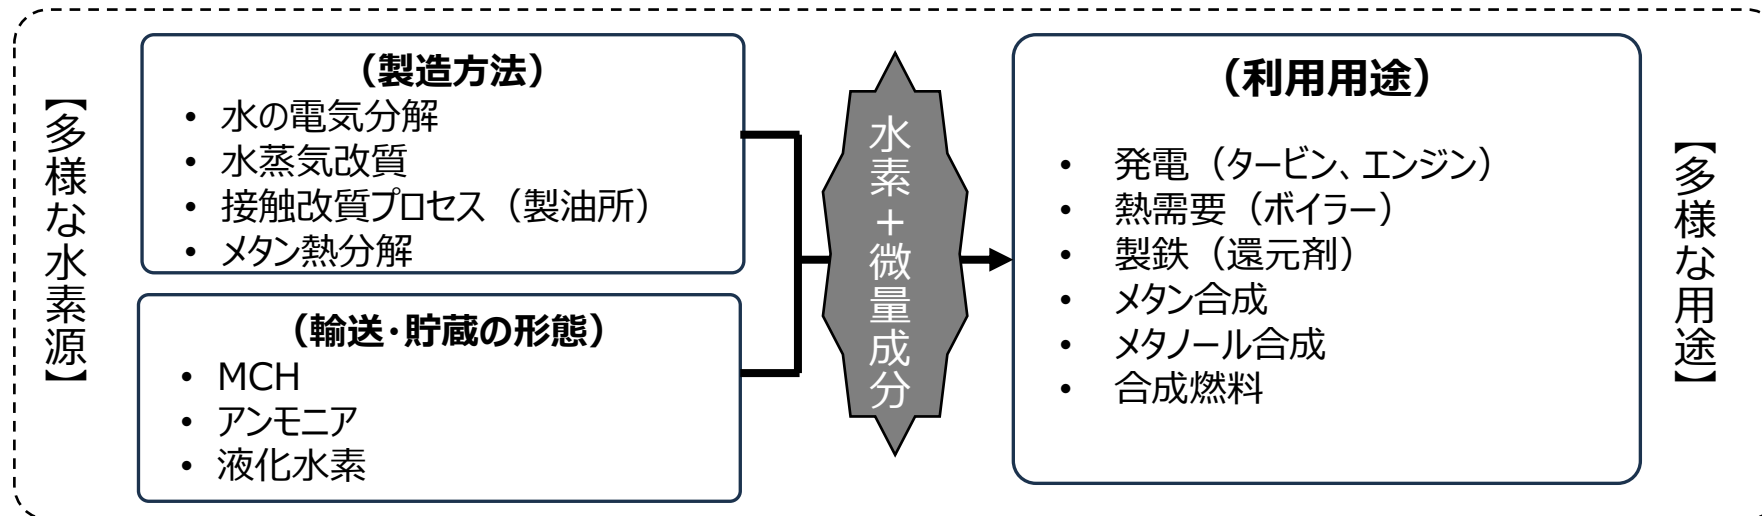 【多様な水素源】
（製造方法）
• 水の電気分解
• 水蒸気改質
• 接触改質プロセス（製油所）
• メタン熱分解
（輸送・貯蔵の形態）
• MCH
• アンモニア
• 液化水素
水素＋微量成分
（利用用途）
• 発電（タービン、エンジン）
• 熱需要（ボイラー）
• 製鉄（還元剤）
• メタン合成
• メタノール合成
• 合成燃料
【多様な用途】